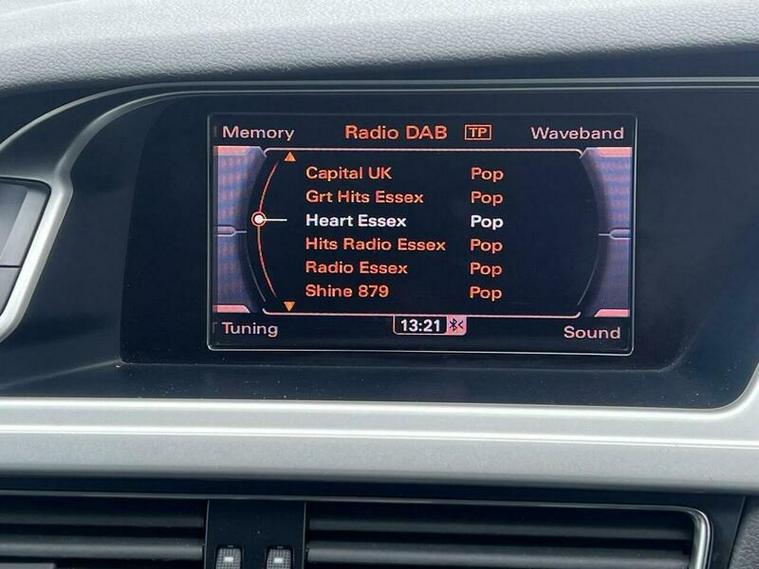 Memory Radio DAB TP Waveband
Capital UK Pop
Grt Hits Essex Pop
Heart Essex Pop
Hits Radio Essex Pop
Radio Essex Pop
Shine 879 Pop
Tuning 13:21 Sound